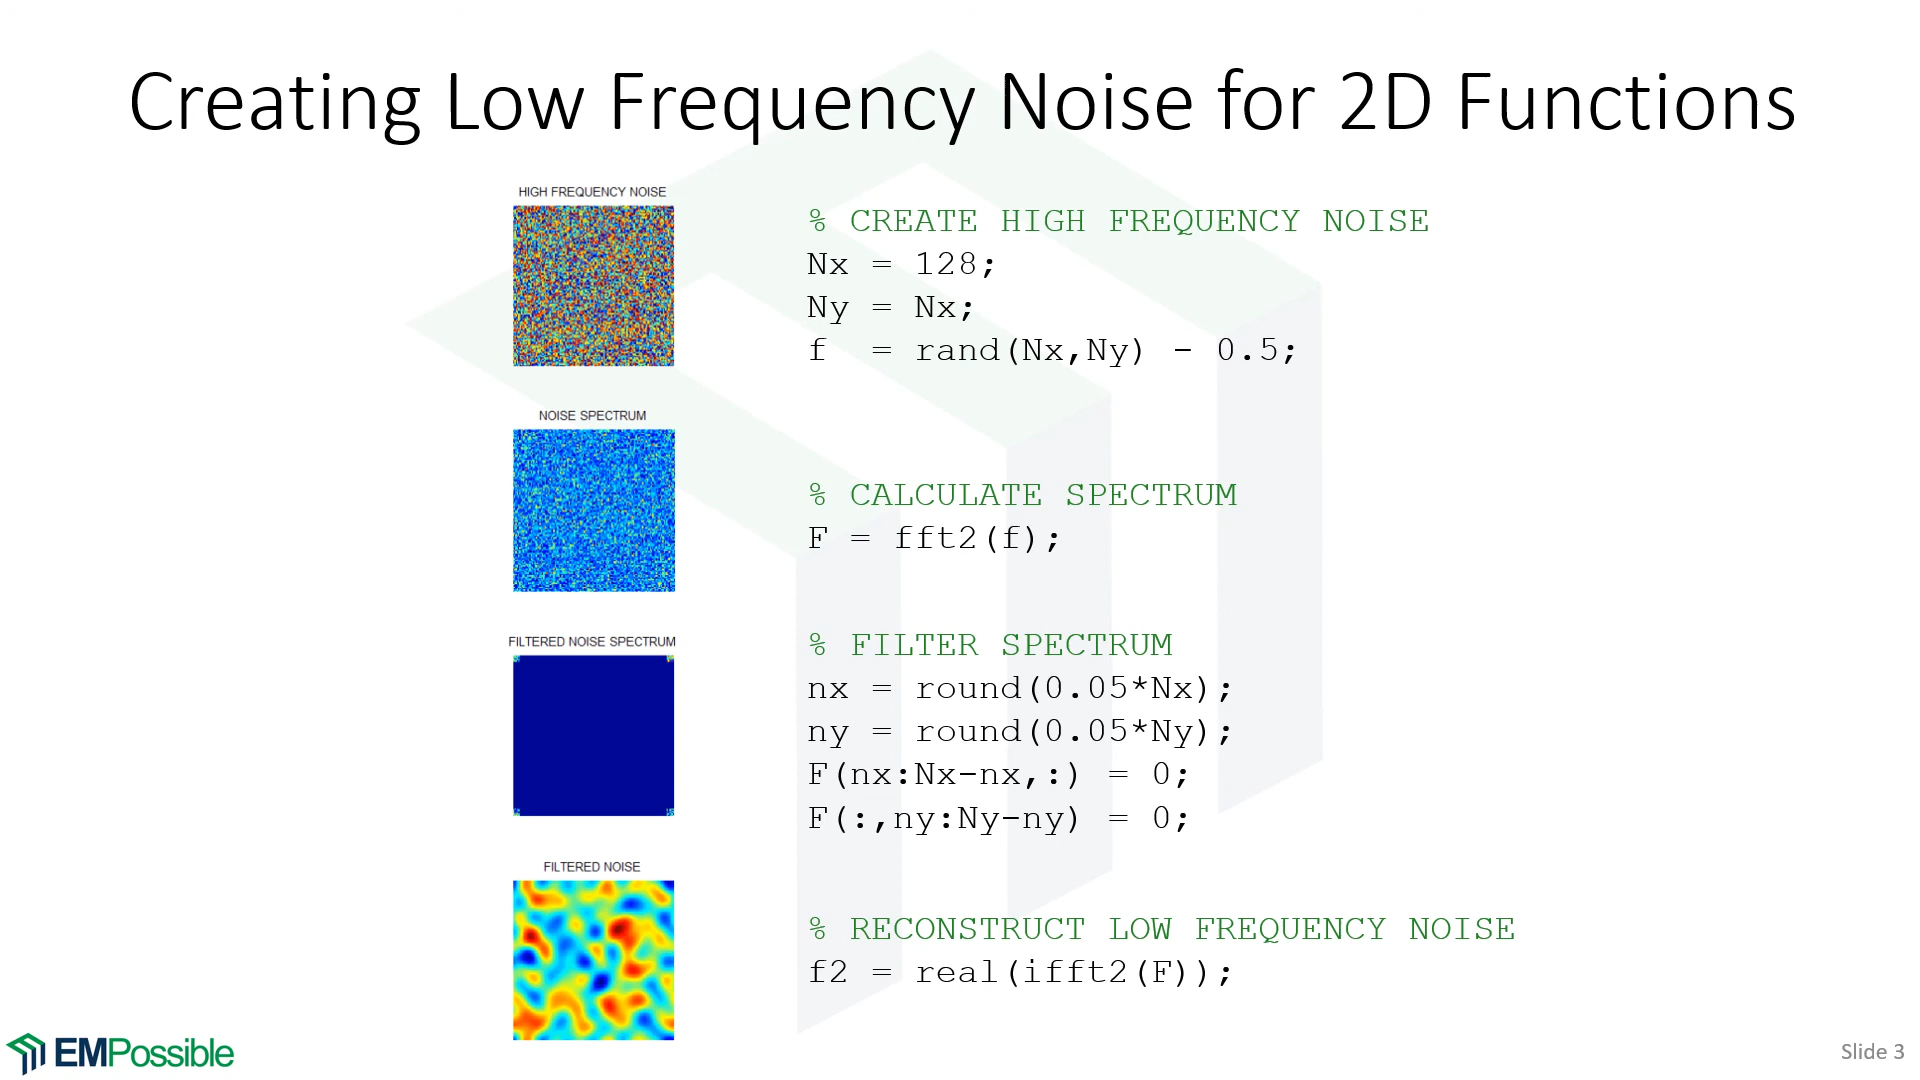 Creating Low Frequency Noise for 2D Functions
HIGH FREQUENCY NOISE
% CREATE HIGH FREQUENCY NOISE
Nx = 128;
Ny = Nx;
f  = rand(Nx,Ny) - 0.5;
NOISE SPECTRUM
% CALCULATE SPECTRUM
F = fft2(f);
FILTERED NOISE SPECTRUM
% FILTER SPECTRUM
nx = round(0.05*Nx);
ny = round(0.05*Ny);
F(nx:Nx-nx,:) = 0;
F(:,ny:Ny-ny) = 0;
FILTERED NOISE
% RECONSTRUCT LOW FREQUENCY NOISE
f2 = real(ifft2(F));
EMPossible
Slide 3